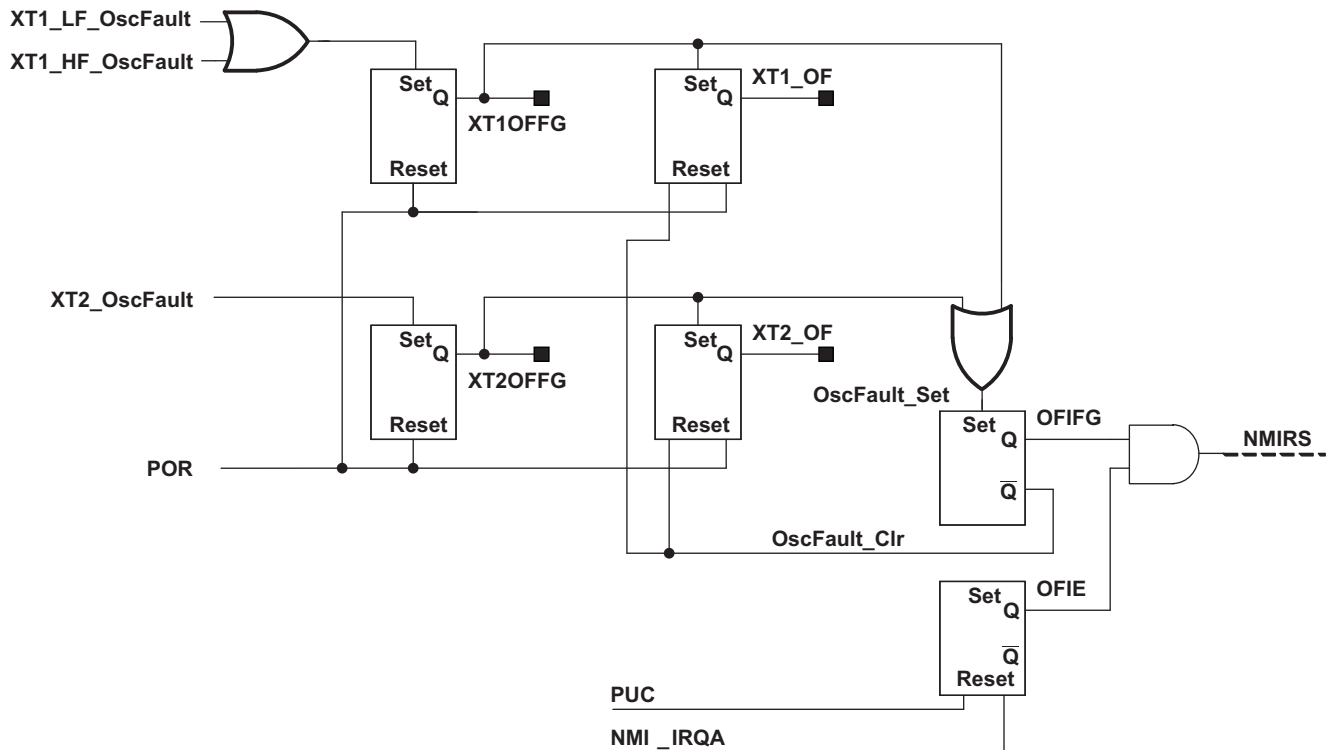 XT1_LF_OscFault
XT1_HF_OscFault
Set
Q
XT1OFFG
Reset
Set
Q
XT1_OF
Reset
XT2_OscFault
Set
Q
XT2OFFG
Reset
Set
Q
XT2_OF
Reset
POR
OscFault_Set
Set
Q
OFIFG
Q̅
NMIRS
OscFault_Clr
Set
Q
OFIE
Q̅
Reset
PUC
NMI _IRQA